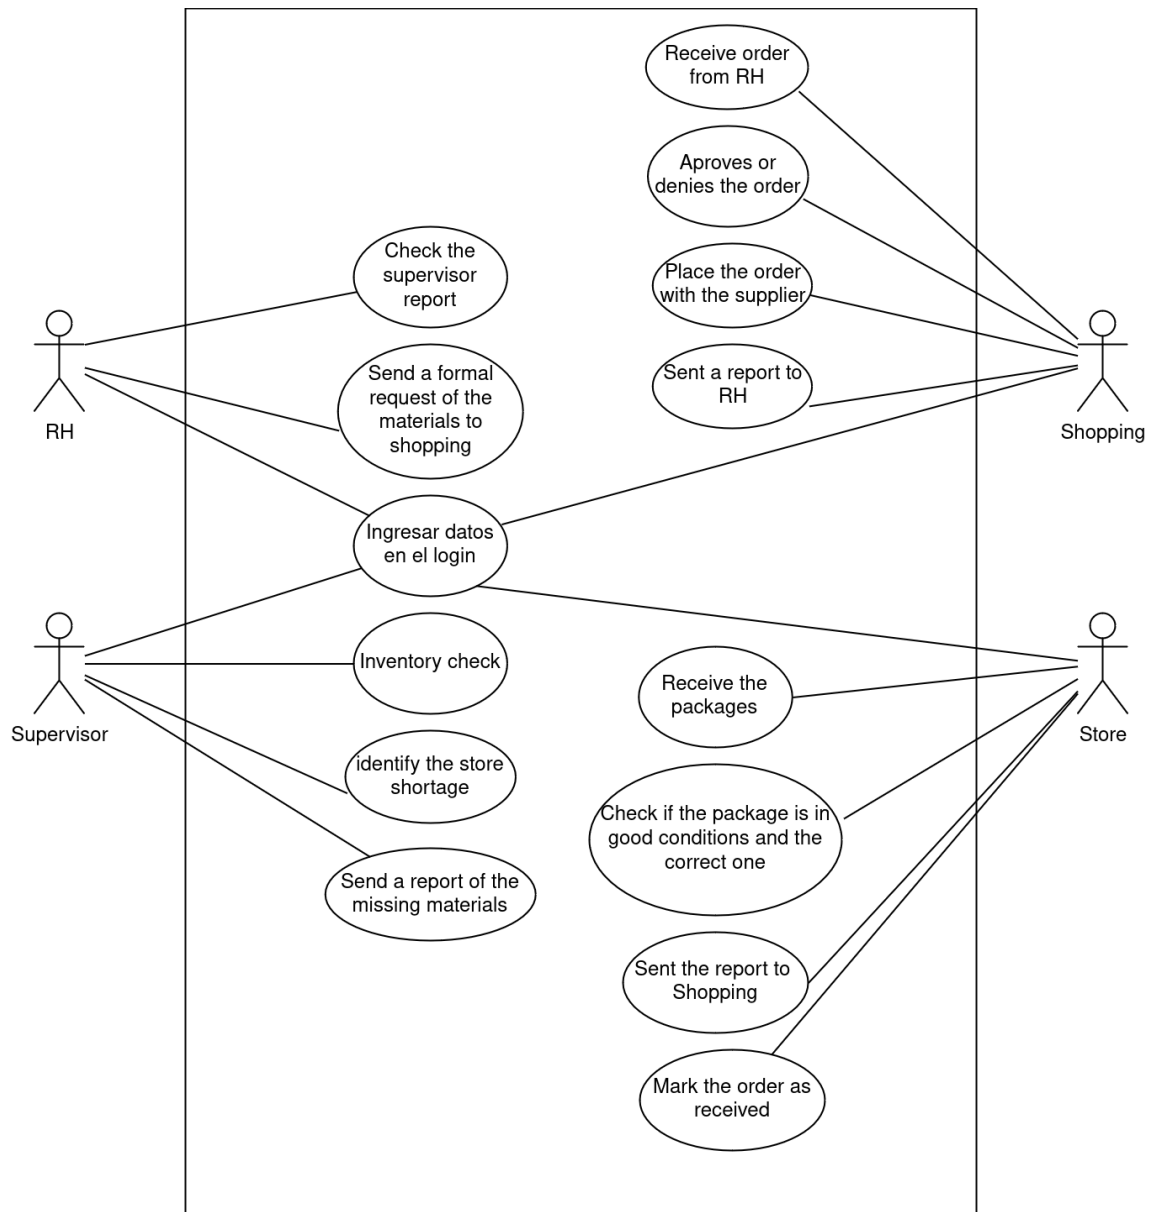 Receive order
from RH
Aproves or
denies the order
Check the
supervisor
report
Place the order
with the supplier
Send a formal
request of the
materials to
shopping
Sent a report to
RH
RH
Shopping
Ingresar datos
en el login
Inventory check
Receive the
packages
Supervisor
Store
identify the store
shortage
Check if the package is in
good conditions and the
correct one
Send a report of the
missing materials
Sent the report to
Shopping
Mark the order as
received